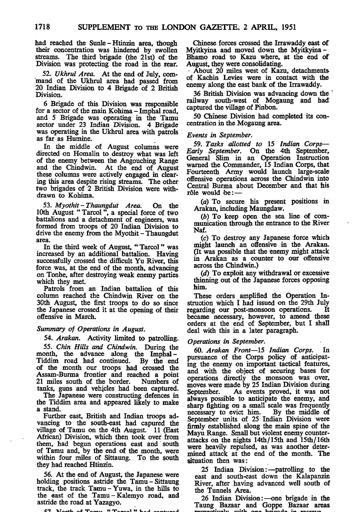 1718 SUPPLEMENT TO THE LONDON GAZETTE, 2 APRIL, 1951
had reached the Sunle – Htinzin area, though
their concentration was hindered by swollen
streams. The third brigade (the 21st) of the
Division was protecting the road in the rear.
52. Ukhrul Area. At the end of July, com-
mand of the Ukhrul area had passed from
20 Indian Division to 4 Brigade of 2 British
Division.
6 Brigade of this Division was responsible
for a sector of the main Kohima – Imphal road,
and 5 Brigade was operating in the Tamu
sector under 23 Indian Division. 4 Brigade
was operating in the Ukhrul area with patrols
as far as Humine.
In the middle of August columns were
directed on Homalin to destroy what was left
of the enemy between the Angouching Range
and the Chindwin. At the end of August
these columns were actively engaged in clear-
ing this area despite rising streams. The other
two brigades of 2 British Division were with-
drawn to Kohima.
53. Myothit – Thaungdut Area. On the
10th August " Tarcol ", a special force of two
battalions and a detachment of engineers, was
formed from troops of 20 Indian Division to
drive the enemy from the Myothit – Thaungdut
area.
In the third week of August, " Tarcol " was
increased by an additional battalion. Having
successfully crossed the difficult Yu River, this
force was, at the end of the month, advancing
on Tonhe, after destroying weak enemy parties
which they met.
Patrols from an Indian battalion of this
column reached the Chindwin River on the
30th August, the first troops to do so since
the Japanese crossed it at the opening of their
offensive in March.
Summary of Operations in August.
54. Arakan. Activity limited to patrolling.
55. Chin Hills and Chindwin. During the
month, the advance along the Imphal –
Tiddim road had continued. By the end
of the month our troops had crossed the
Assam-Burma frontier and reached a point
21 miles south of the border. Numbers of
tanks, guns and vehicles had been captured.
The Japanese were constructing defences in
the Tiddim area and appeared likely to make
a stand.
Further east, British and Indian troops ad-
vancing to the south-east had captured the
village of Tamu on the 4th August. 11 (East
African) Division, which then took over from
them, had begun operations east and south
of Tamu and, by the end of the month, were
within four miles of Sittaung. To the south
they had reached Htinzin.
56. At the end of August, the Japanese were
holding positions astride the Tamu – Sittaung
track, the track Tamu – Yuwa, in the hills to
the east of the Tamu – Kalemyo road, and
astride the road at Yazagyo.
Chinese forces crossed the Irrawaddy east of
Myitkyina and moved down the Myitkyina –
Bhamo road to Kazu where, at the end of
August, they were consolidating.
About 20 miles west of Kazu, detachments
of Kachin Levies were in contact with the
enemy along the east bank of the Irrawaddy.
36 British Division was advancing down the
railway south-west of Mogaung and had
captured the village of Pinbon.
50 Chinese Division had completed its con-
centration in the Mogaung area.
Events in September.
59. Tasks allotted to 15 Indian Corps—
Early September. On the 4th September,
General Slim in an Operation Instruction
warned the Commander, 15 Indian Corps, that
Fourteenth Army would launch large-scale
offensive operations across the Chindwin into
Central Burma about December and that his
rôle would be:—
(a) To secure his present positions in
Arakan, including Maungdaw.
(b) To keep open the sea line of com-
munication through the entrance to the River
Naf.
(c) To destroy any Japanese force which
might launch an offensive in the Arakan.
(It was possible that the enemy might attack
in Arakan as a counter to our offensive
across the Chindwin.)
(d) To exploit any withdrawal or excessive
thinning out of the Japanese forces opposing
him.
These orders amplified the Operation In-
struction which I had issued on the 29th July
regarding our post-monsoon operations. It
became necessary, however, to amend these
orders at the end of September, but I shall
deal with this in a later paragraph.
Operations in September.
60. Arakan Front—15 Indian Corps. In
pursuance of the Corps policy of anticipat-
ing the enemy on important tactical features,
and with the object of securing bases for
operations directly the monsoon was over,
moves were made by 25 Indian Division during
September. As events proved, it was not
always possible to anticipate the enemy, and
sharp fighting on a small scale was frequently
necessary to evict him. By the middle of
September units of 25 Indian Division were
firmly established along the main spine of the
Mayu Range. Small but violent enemy counter-
attacks on the nights 14th/15th and 15th/16th
were heavily repulsed, as was another deter-
mined attack at the end of the month. The
situation then was:
25 Indian Division:—patrolling to the
east and south-east down the Kalapanzin
River, after having advanced well south of
the Tunnels Area.
26 Indian Division:—one brigade in the
Taung Bazaar and Goppe Bazaar areas